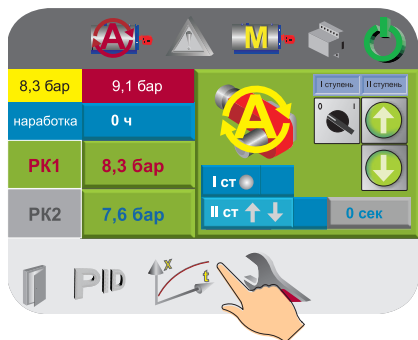 A M
8,3 бар 9,1 бар I ступень II ступень
наработка 0 ч A 0 I
РК1 8,3 бар
I ст
РК2 7,6 бар II ст 0 сек
PID x t